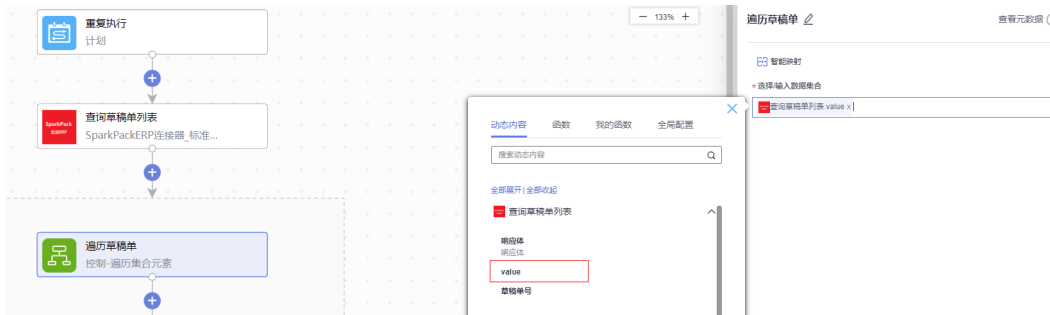 重复执行
计划
SparkPack
企业ERP
查询草稿单列表
SparkPackERP连接器_标准...
遍历草稿单
控制-遍历集合元素
— 133% +
动态内容 函数 我的函数 全局配置
搜索动态内容
全部展开|全部收起
查询草稿单列表
响应体
响应体
value
草稿单号
遍历草稿单
查看元数据
智能映射
*选择/输入数据集合
查询草稿单列表.value x